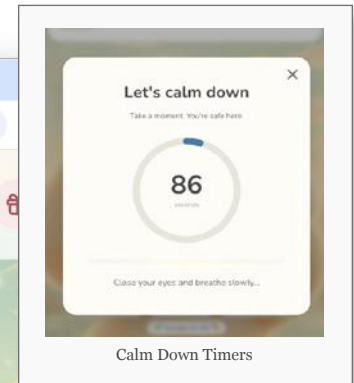 Let's calm down
Take a moment. You're safe here.
86
seconds
Close your eyes and breathe slowly...
Calm Down Timers